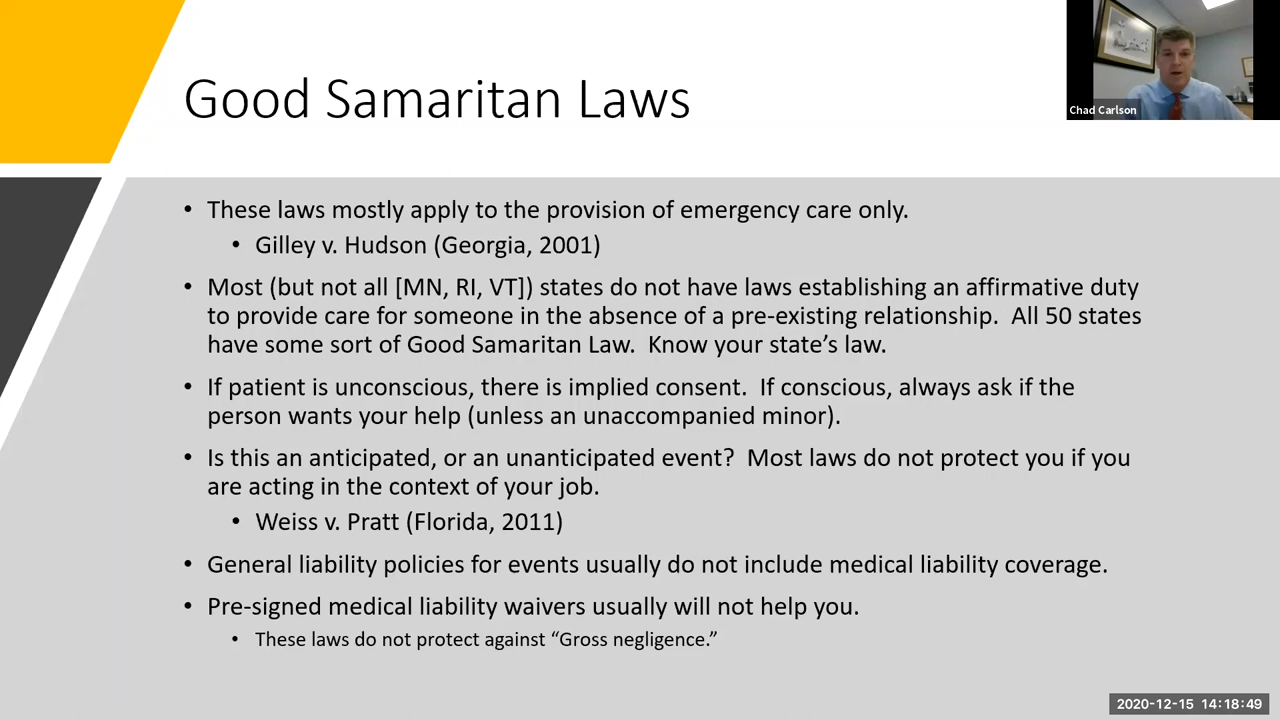 Good Samaritan Laws
Chad Carlson
• These laws mostly apply to the provision of emergency care only.
• Gilley v. Hudson (Georgia, 2001)
• Most (but not all [MN, RI, VT]) states do not have laws establishing an affirmative duty
to provide care for someone in the absence of a pre-existing relationship.  All 50 states
have some sort of Good Samaritan Law.  Know your state’s law.
• If patient is unconscious, there is implied consent.  If conscious, always ask if the
person wants your help (unless an unaccompanied minor).
• Is this an anticipated, or an unanticipated event?  Most laws do not protect you if you
are acting in the context of your job.
• Weiss v. Pratt (Florida, 2011)
• General liability policies for events usually do not include medical liability coverage.
• Pre-signed medical liability waivers usually will not help you.
• These laws do not protect against “Gross negligence.”
2020-12-15 14:18:49